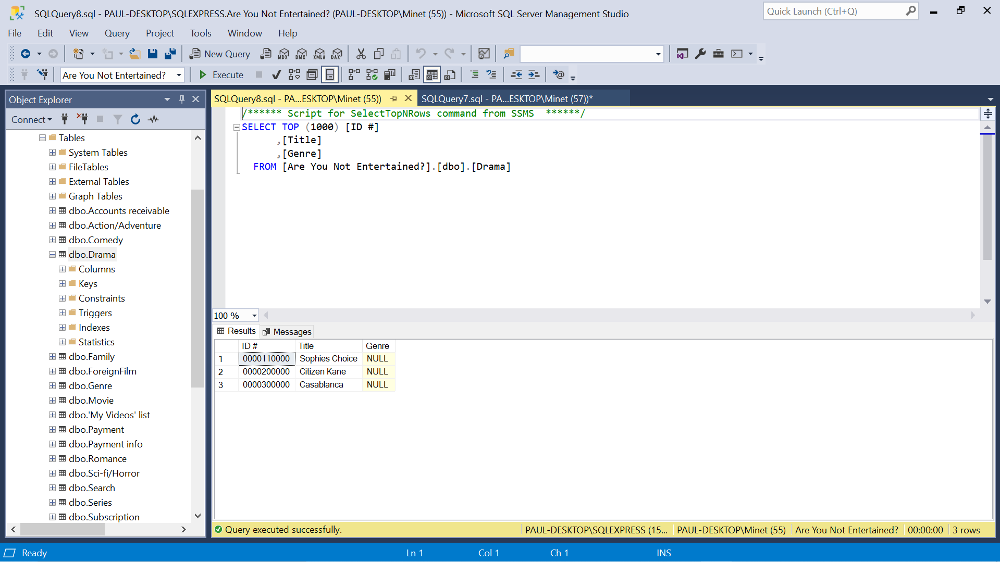 SQLQuery8.sql - PAUL-DESKTOP\SQLEXPRESS.Are You Not Entertained? (PAUL-DESKTOP\Minet (55)) - Microsoft SQL Server Management Studio
Quick Launch (Ctrl+Q)
File Edit View Query Project Tools Window Help
New Query MDX DMX XMLA DAX
Are You Not Entertained? Execute
Object Explorer
SQLQuery8.sql - PA...ESKTOP\Minet (55)) SQLQuery7.sql - PA...ESKTOP\Minet (57))*
Connect
Tables
System Tables
FileTables
External Tables
Graph Tables
dbo.Accounts receivable
dbo.Action/Adventure
dbo.Comedy
dbo.Drama
Columns
Keys
Constraints
Triggers
Indexes
Statistics
dbo.Family
dbo.ForeignFilm
dbo.Genre
dbo.Movie
dbo.'My Videos' list
dbo.Payment
dbo.Payment info
dbo.Romance
dbo.Sci-fi/Horror
dbo.Search
dbo.Series
dbo.Subscription
/****** Script for SelectTopNRows command from SSMS ******/
SELECT TOP (1000) [ID #]
,[Title]
,[Genre]
FROM [Are You Not Entertained?].[dbo].[Drama]
100 %
Results Messages
ID # Title Genre
1 0000110000 Sophies Choice NULL
2 0000200000 Citizen Kane NULL
3 0000300000 Casablanca NULL
Query executed successfully. PAUL-DESKTOP\SQLEXPRESS (15... PAUL-DESKTOP\Minet (55) Are You Not Entertained? 00:00:00 3 rows
Ready Ln 1 Col 1 Ch 1 INS